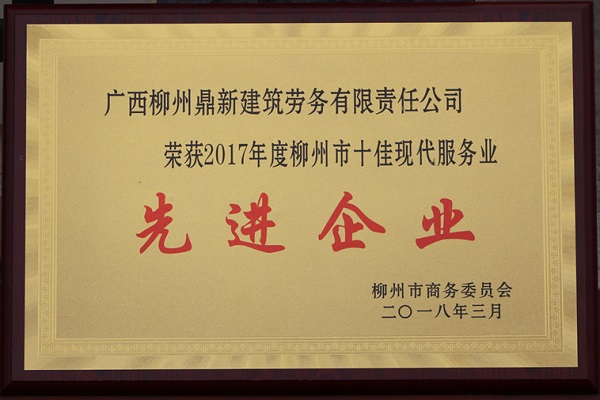 广西柳州鼎新建筑劳务有限责任公司
荣获2017年度柳州市十佳现代服务业
先进企业
柳州市商务委员会
二〇一八年三月